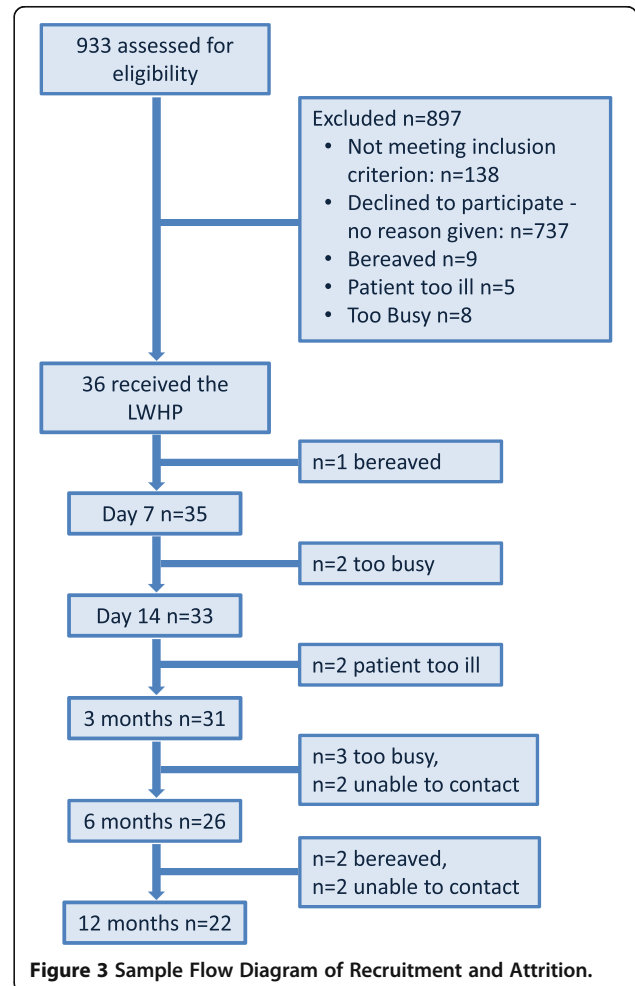 933 assessed for
eligibility
Excluded n=897
• Not meeting inclusion
criterion: n=138
• Declined to participate -
no reason given: n=737
• Bereaved n=9
• Patient too ill n=5
• Too Busy n=8
36 received the
LWHP
n=1 bereaved
Day 7 n=35
n=2 too busy
Day 14 n=33
n=2 patient too ill
3 months n=31
n=3 too busy,
n=2 unable to contact
6 months n=26
n=2 bereaved,
n=2 unable to contact
12 months n=22
Figure 3 Sample Flow Diagram of Recruitment and Attrition.